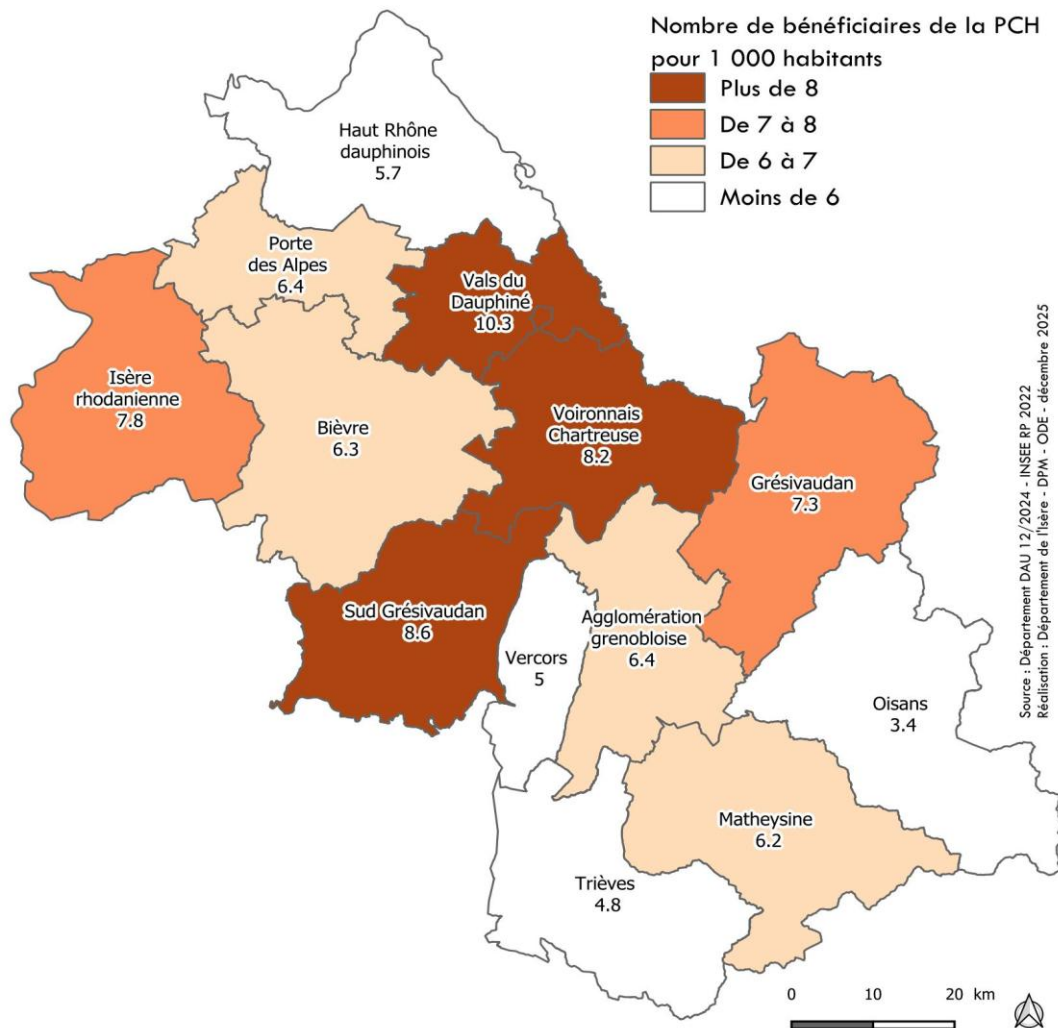 Nombre de bénéficiaires de la PCH
pour 1 000 habitants
Plus de 8
De 7 à 8
De 6 à 7
Moins de 6
Haut Rhône
dauphinois
5.7
Porte
des Alpes
6.4
Vals du
Dauphiné
10.3
Isère
rhodanienne
7.8
Bièvre
6.3
Voironnais
Chartreuse
8.2
Grésivaudan
7.3
Sud Grésivaudan
8.6
Vercors
5
Agglomération
grenobloise
6.4
Oisans
3.4
Matheysine
6.2
Trièves
4.8
Source : Département DAU 12/2024 - INSEE RP 2022
Réalisation : Département de l'Isère - DPM - ODE - décembre 2025
0 10 20 km